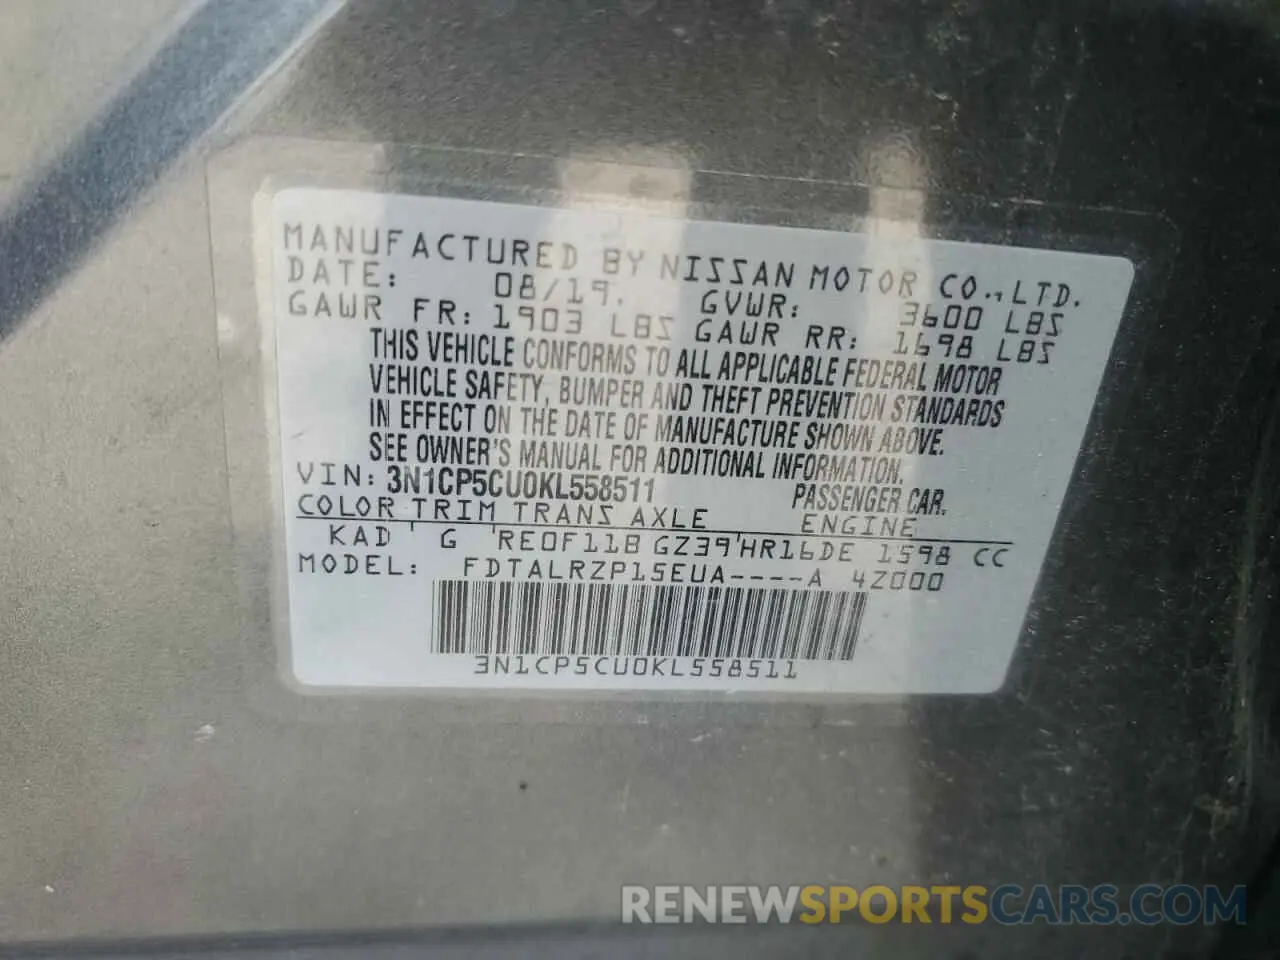 MANUFACTURED BY NISSAN MOTOR CO.,LTD.
DATE: 08/19. GVWR: 3600 LBS
GAWR FR: 1903 LBS GAWR RR: 1698 LBS
THIS VEHICLE CONFORMS TO ALL APPLICABLE FEDERAL MOTOR
VEHICLE SAFETY, BUMPER AND THEFT PREVENTION STANDARDS
IN EFFECT ON THE DATE OF MANUFACTURE SHOWN ABOVE.
SEE OWNER'S MANUAL FOR ADDITIONAL INFORMATION.
VIN: 3N1CP5CU0KL558511 PASSENGER CAR.
COLOR TRIM TRANS AXLE ENGINE
KAD ' G ' RE0F11B GZ39 ' HR16DE 1598 CC
MODEL: FDTALRZP15EUA----A 4Z000
3N1CP5CU0KL558511
RENEWSPORTSCARS.COM